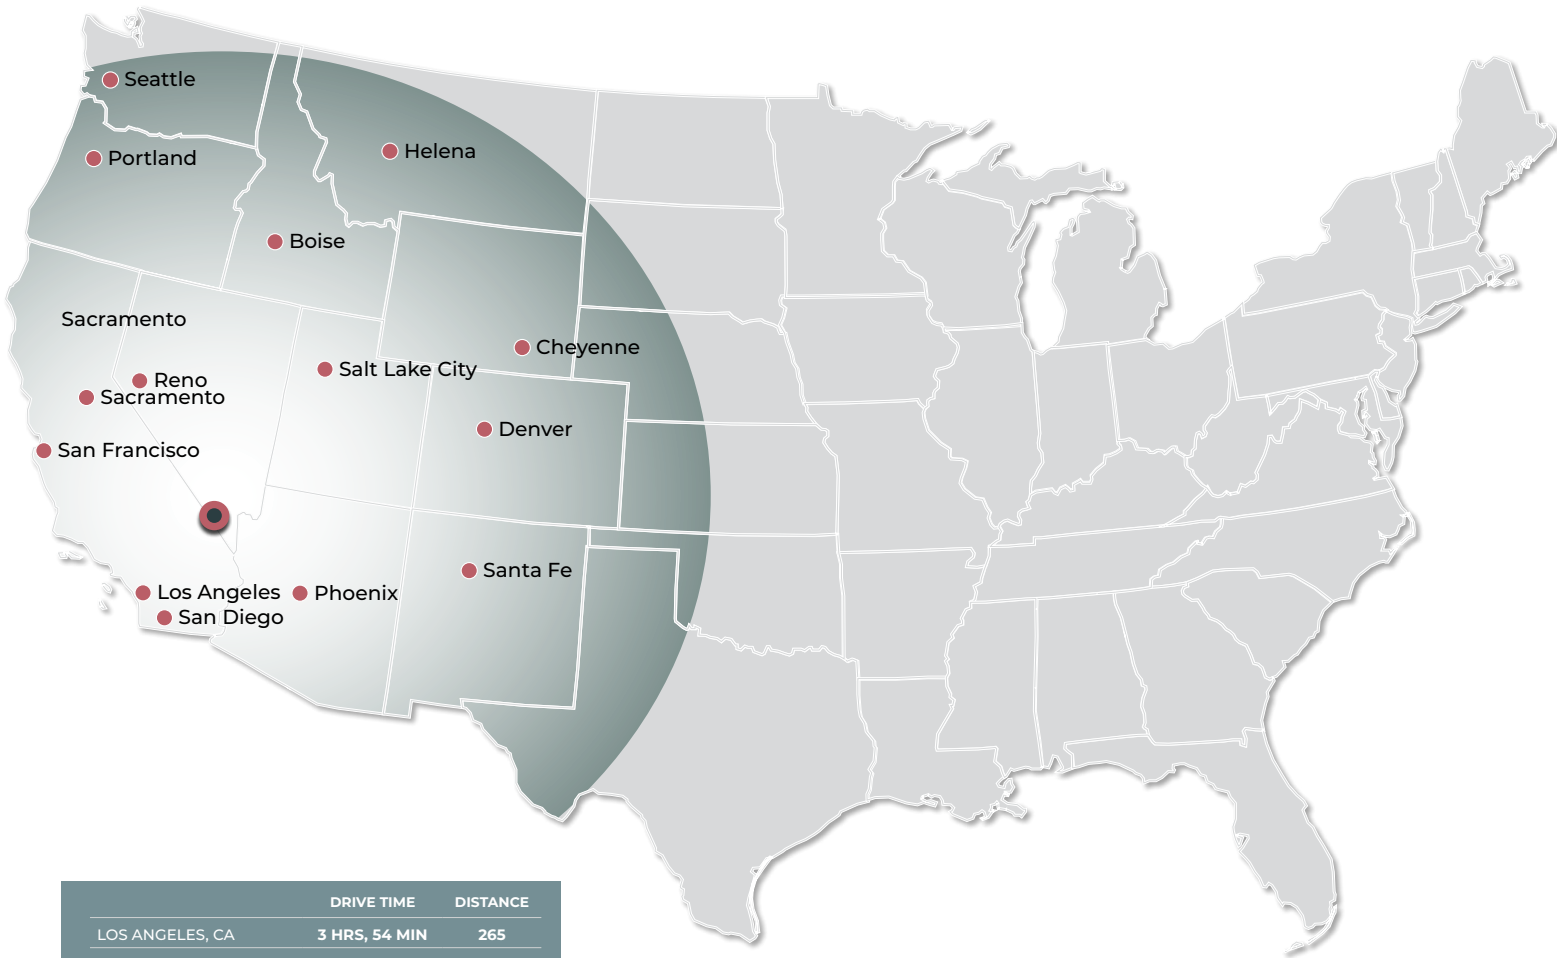 Seattle
Portland
Helena
Boise
Sacramento
Cheyenne
Salt Lake City
Reno
Sacramento
Denver
San Francisco
Santa Fe
Los Angeles
Phoenix
San Diego
DRIVE TIME DISTANCE
LOS ANGELES, CA 3 HRS, 54 MIN 265